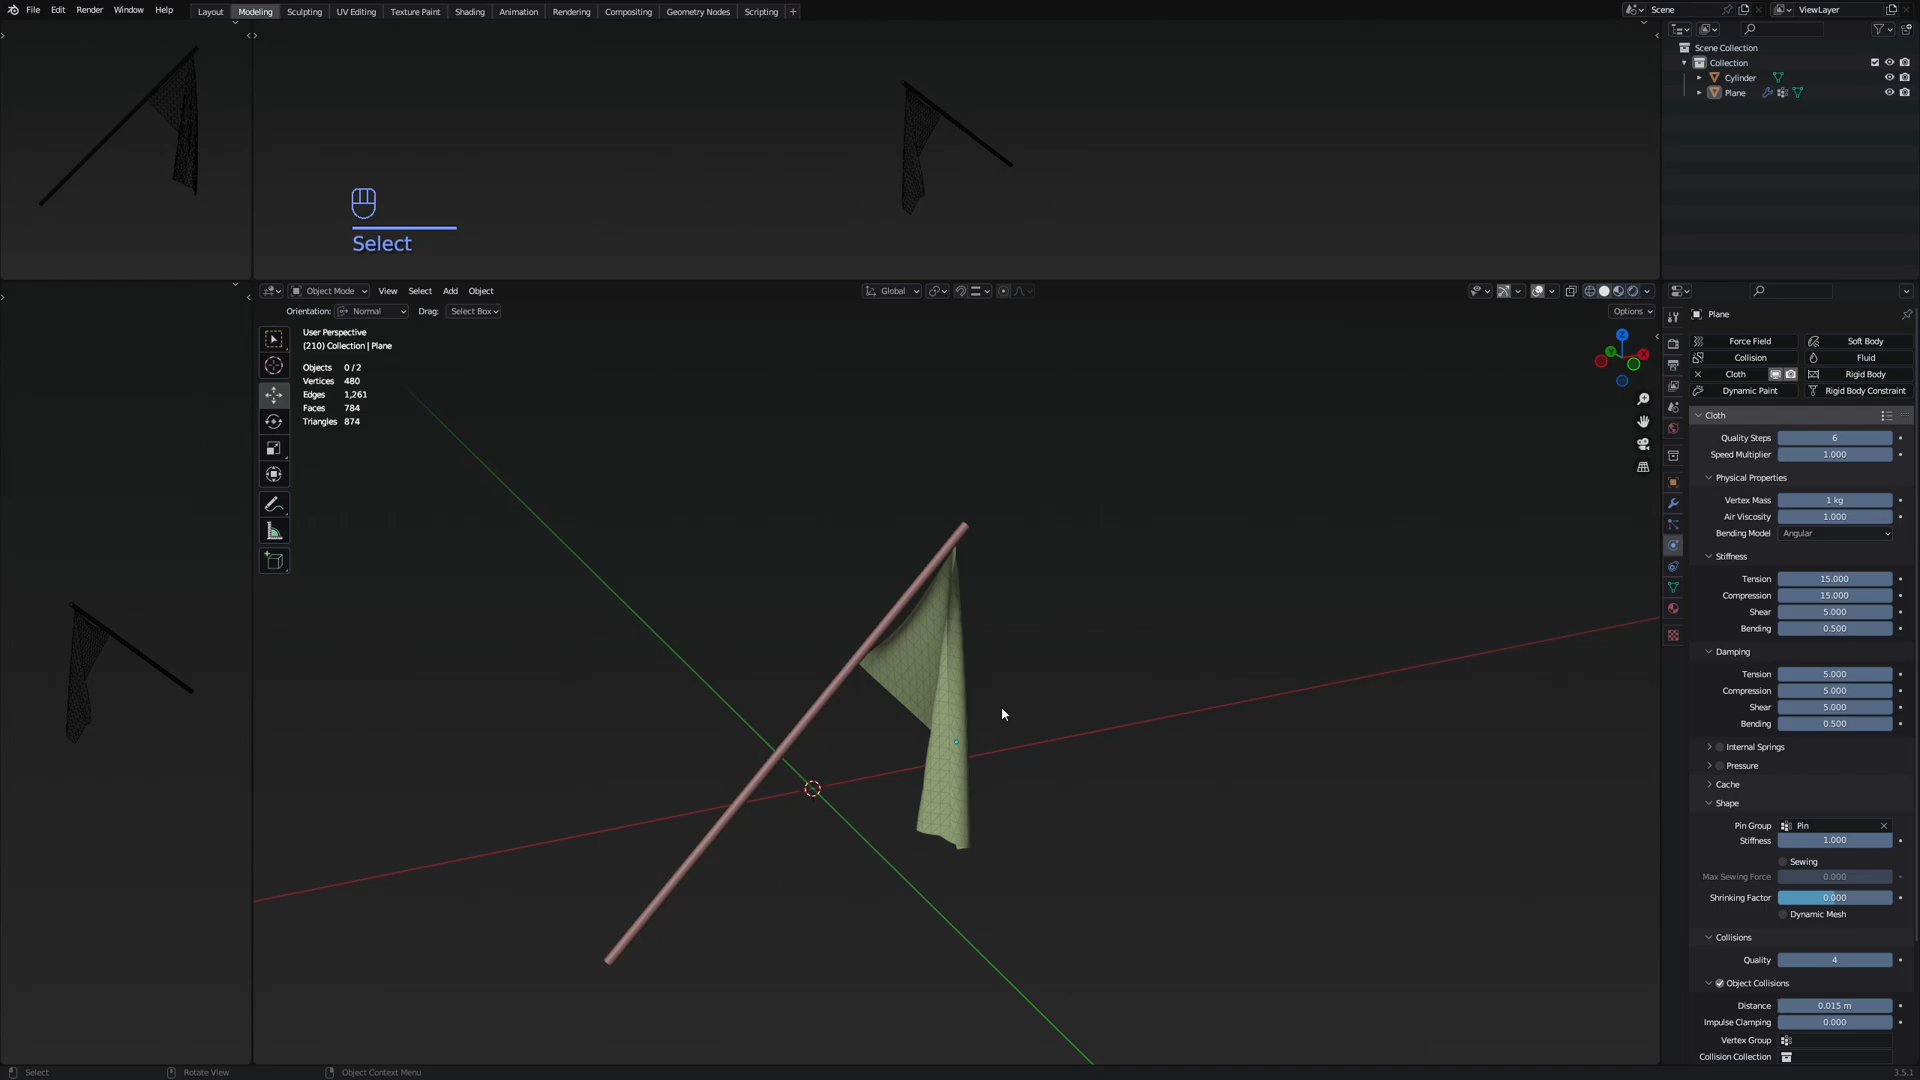 File Edit Render Window Help Layout Modeling Sculpting UV Editing Texture Paint Shading Animation Rendering Compositing Geometry Nodes Scripting + Scene ViewLayer
Scene Collection
Collection
Cylinder
Plane
Select
Object Mode View Select Add Object Global
Orientation: Normal Drag: Select Box Options
User Perspective
(210) Collection | Plane
Objects 0/2
Vertices 480
Edges 1,261
Faces 784
Triangles 874
Z
Y
X
Plane
Force Field Soft Body
Collision Fluid
Cloth Rigid Body
Dynamic Paint Rigid Body Constraint
Cloth
Quality Steps 6
Speed Multiplier 1.000
Physical Properties
Vertex Mass 1 kg
Air Viscosity 1.000
Bending Model Angular
Stiffness
Tension 15.000
Compression 15.000
Shear 5.000
Bending 0.500
Damping
Tension 5.000
Compression 5.000
Shear 5.000
Bending 0.500
Internal Springs
Pressure
Cache
Shape
Pin Group Pin
Stiffness 1.000
Sewing
Max Sewing Force 0.000
Shrinking Factor 0.000
Dynamic Mesh
Collisions
Quality 4
Object Collisions
Distance 0.015 m
Impulse Clamping 0.000
Vertex Group
Collision Collection
Select Rotate View Object Context Menu 3.5.1